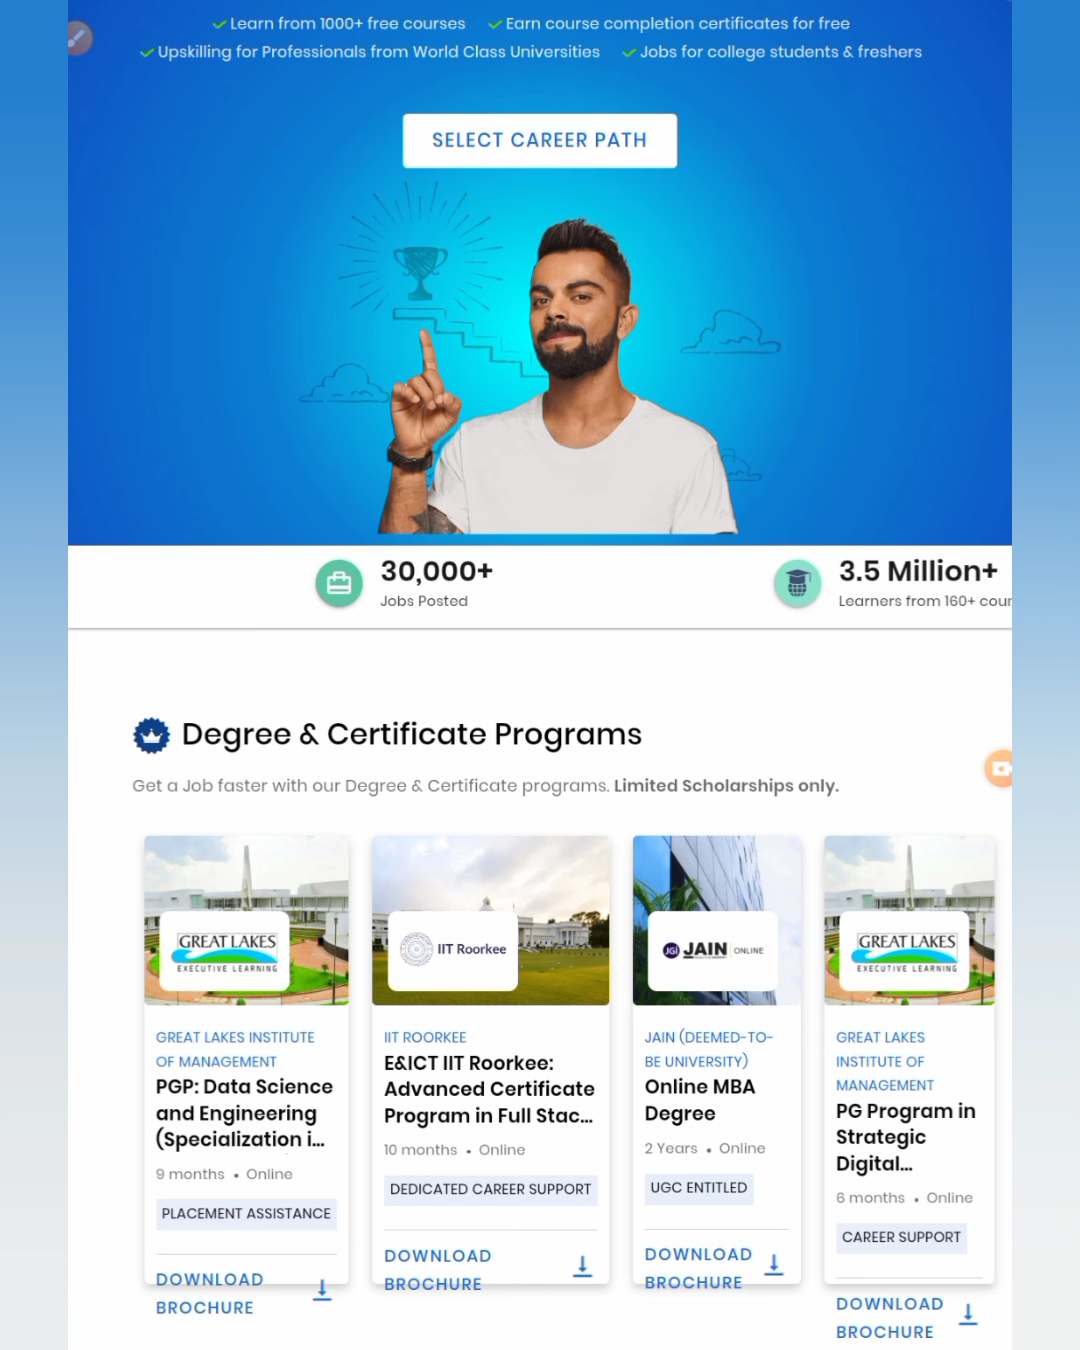 Learn from 1000+ free courses Earn course completion certificates for free
Upskilling for Professionals from World Class Universities Jobs for college students & freshers
SELECT CAREER PATH
30,000+
Jobs Posted
3.5 Million+
Learners from 160+ cour
Degree & Certificate Programs
Get a Job faster with our Degree & Certificate programs. Limited Scholarships only.
GREAT LAKES
EXECUTIVE LEARNING
GREAT LAKES INSTITUTE
OF MANAGEMENT
PGP: Data Science
and Engineering
(Specialization i...
9 months • Online
PLACEMENT ASSISTANCE
DOWNLOAD
BROCHURE
IIT Roorkee
IIT ROORKEE
E&ICT IIT Roorkee:
Advanced Certificate
Program in Full Stac...
10 months • Online
DEDICATED CAREER SUPPORT
DOWNLOAD
BROCHURE
JGI JAIN ONLINE
JAIN (DEEMED-TO-
BE UNIVERSITY)
Online MBA
Degree
2 Years • Online
UGC ENTITLED
DOWNLOAD
BROCHURE
GREAT LAKES
EXECUTIVE LEARNING
GREAT LAKES
INSTITUTE OF
MANAGEMENT
PG Program in
Strategic
Digital...
6 months • Online
CAREER SUPPORT
DOWNLOAD
BROCHURE